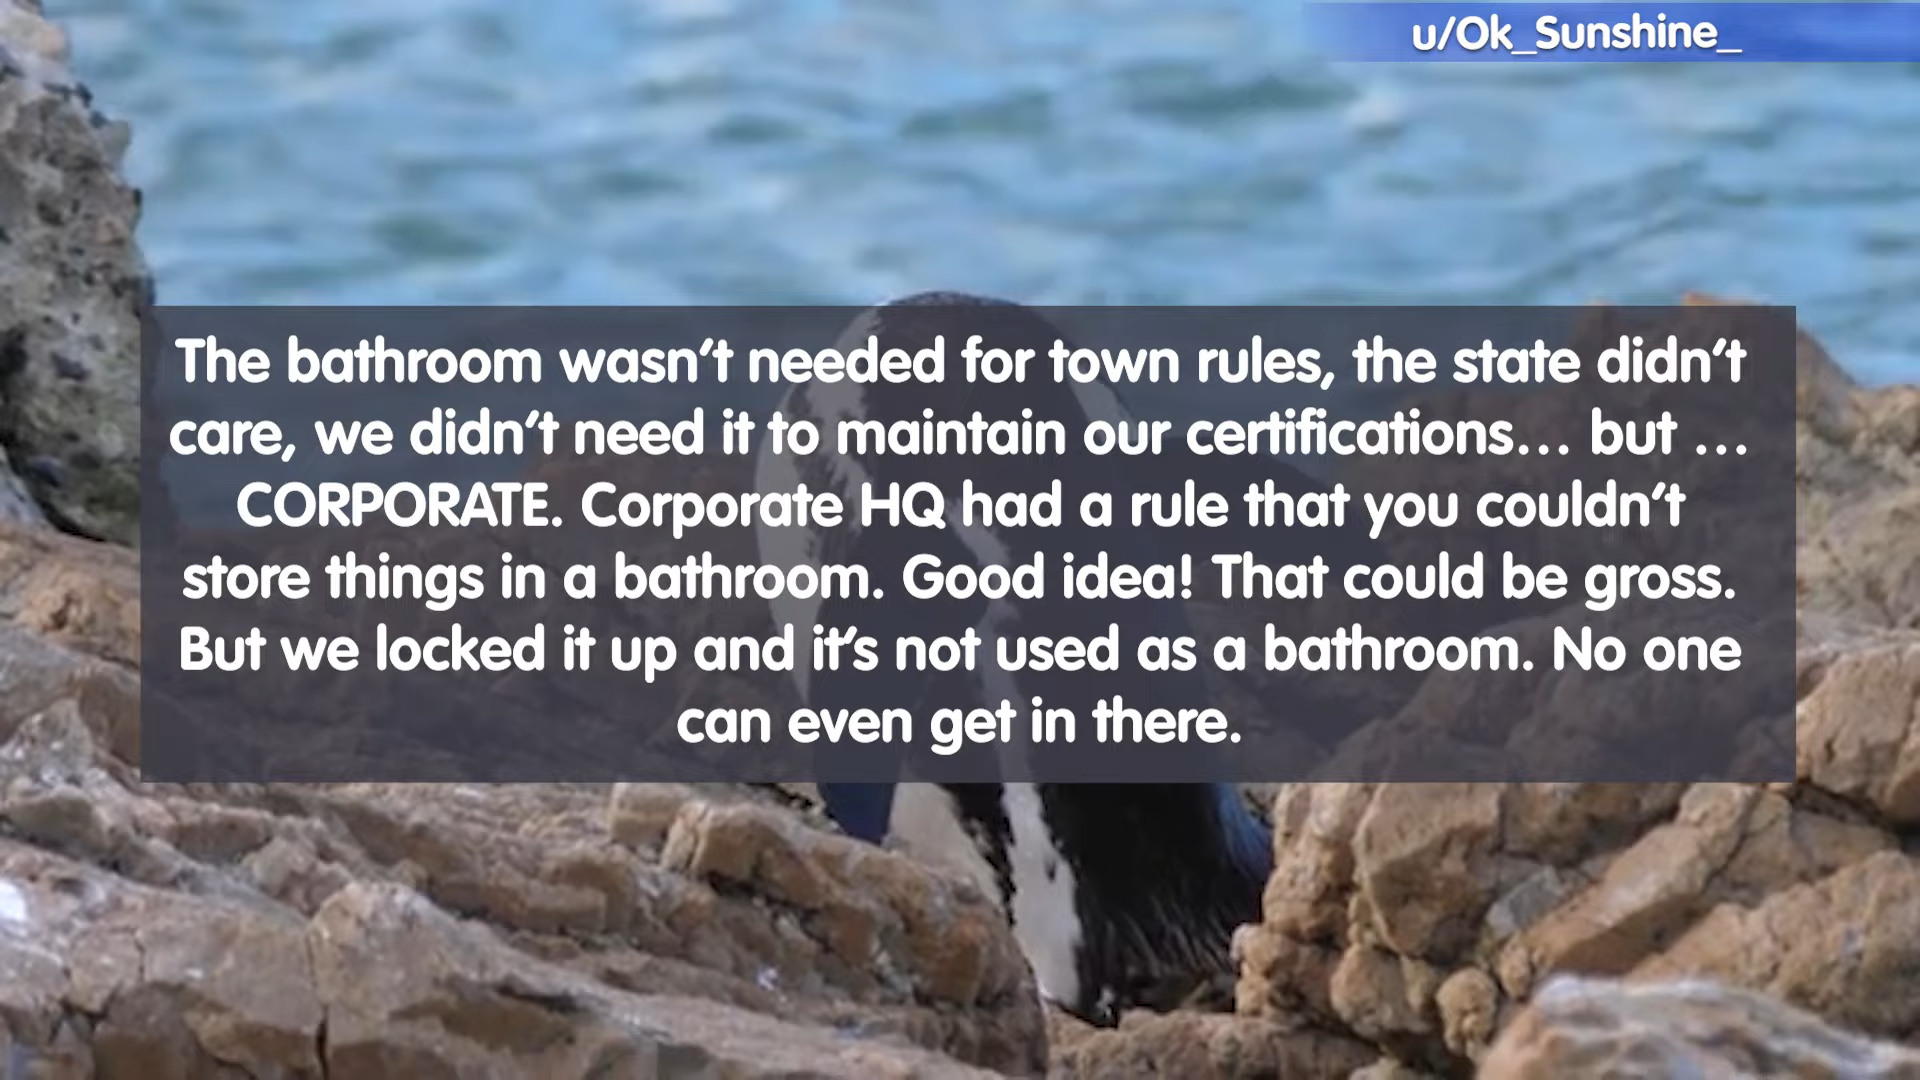 u/Ok_Sunshine_
The bathroom wasn't needed for town rules, the state didn't
care, we didn't need it to maintain our certifications… but …
CORPORATE. Corporate HQ had a rule that you couldn't
store things in a bathroom. Good idea! That could be gross.
But we locked it up and it's not used as a bathroom. No one
can even get in there.